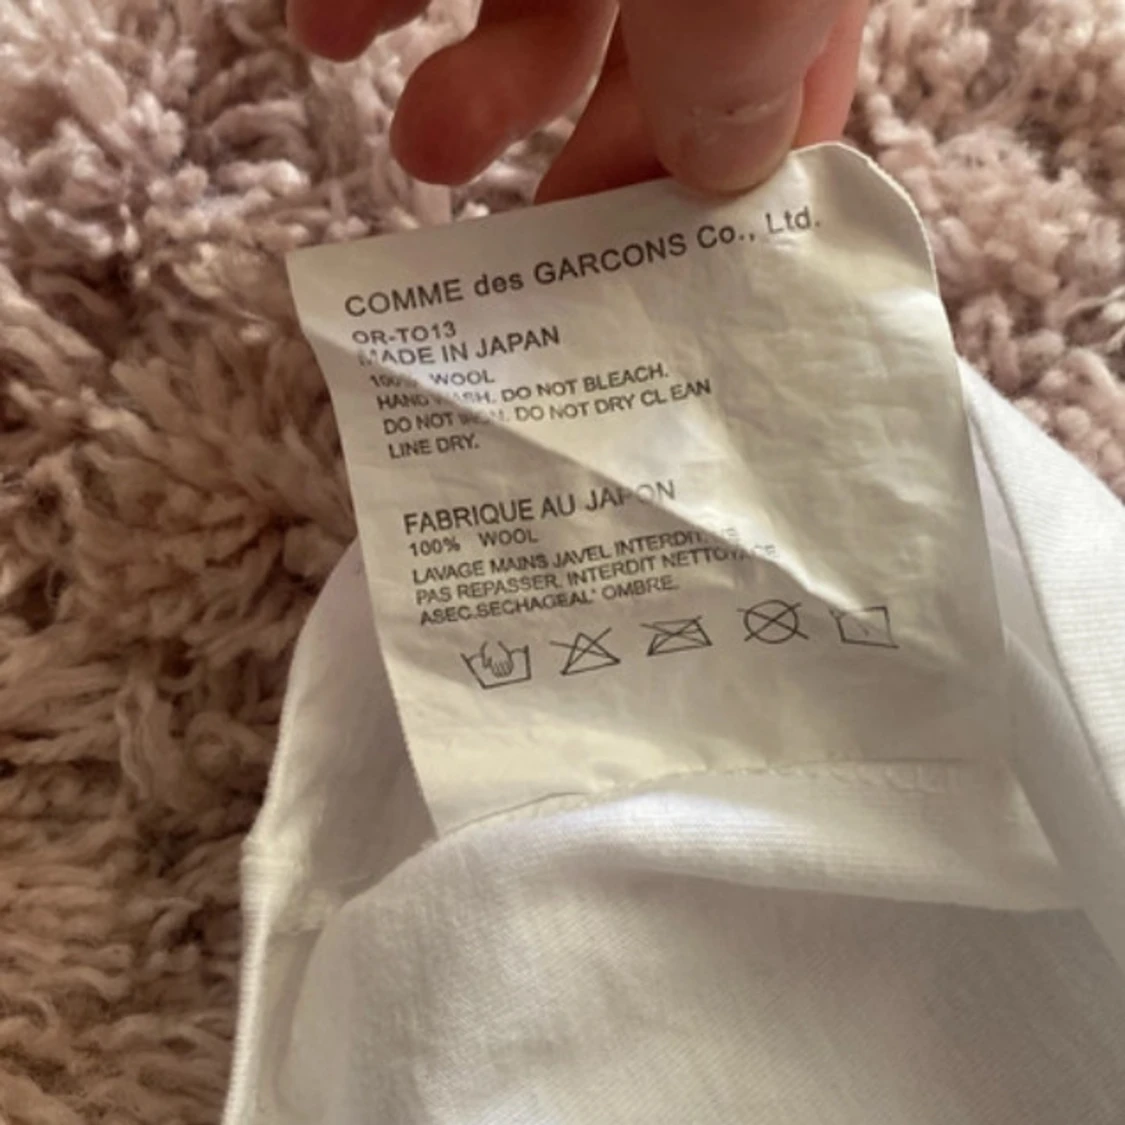 COMME des GARCONS Co., Ltd.
OR-TO13
MADE IN JAPAN
100% WOOL
HAND WASH. DO NOT BLEACH.
DO NOT IRON. DO NOT DRY CL EAN
LINE DRY.
FABRIQUE AU JAPON
100% WOOL
LAVAGE MAINS JAVEL INTERDIT. NE
PAS REPASSER. INTERDIT NETTOYAGE
ASEC.SECHAGEAL' OMBRE.